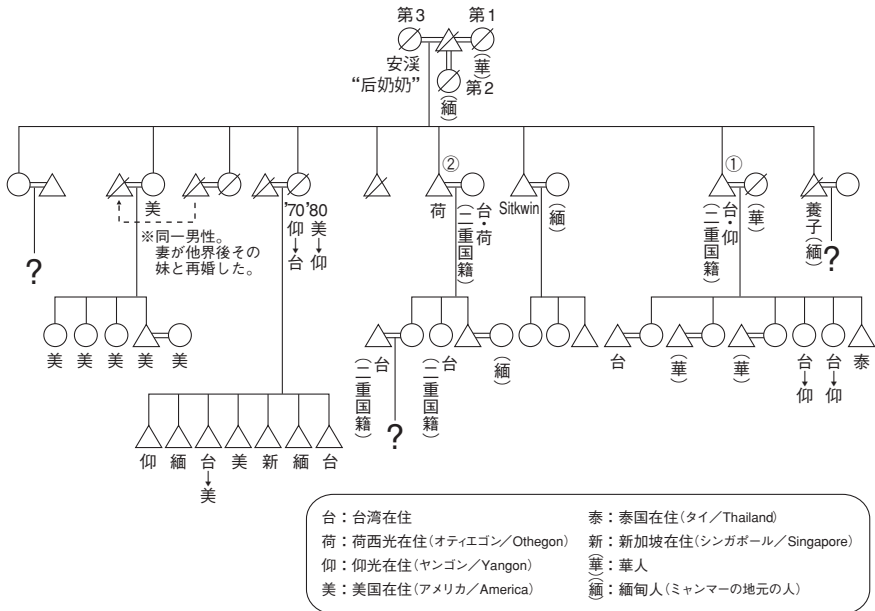 第3
第1
安渓
“后奶奶”
(華)
第2
(緬)
②
①
美
'70
仰
↓
台
'80
美
↓
仰
荷
台・荷
(二重国籍)
Sitkwin
(緬)
台・仰
(二重国籍)
(華)
養子(緬)
※同一男性。
妻が他界後その
妹と再婚した。
?
?
美
美
美
美
美
台
(二重国籍)
台
(二重国籍)
(緬)
台
(華)
(華)
台
↓
仰
台
↓
仰
泰
?
仰
緬
台
↓
美
美
新
緬
台
台:台湾在住
荷:荷西光在住(オティエゴン/Othegon)
仰:仰光在住(ヤンゴン/Yangon)
美:美国在住(アメリカ/America)
泰:泰国在住(タイ/Thailand)
新:新加坡在住(シンガポール/Singapore)
(華):華人
(緬):緬甸人(ミャンマーの地元の人)